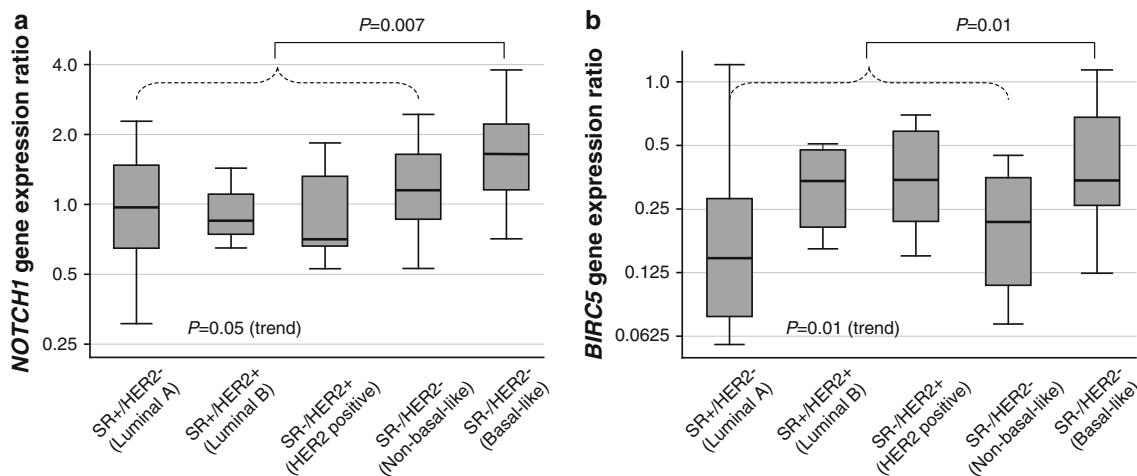 a
P=0.007
NOTCH1 gene expression ratio
4.0
2.0
1.0
0.5
0.25
P=0.05 (trend)
SR+/HER2-
(Luminal A)
SR+/HER2+
(Luminal B)
SR-/HER2+
(HER2 positive)
SR-/HER2-
(Non-basal-like)
SR-/HER2-
(Basal-like)
b
P=0.01
BIRC5 gene expression ratio
1.0
0.5
0.25
0.125
0.0625
P=0.01 (trend)
SR+/HER2-
(Luminal A)
SR+/HER2+
(Luminal B)
SR-/HER2+
(HER2 positive)
SR-/HER2-
(Non-basal-like)
SR-/HER2-
(Basal-like)